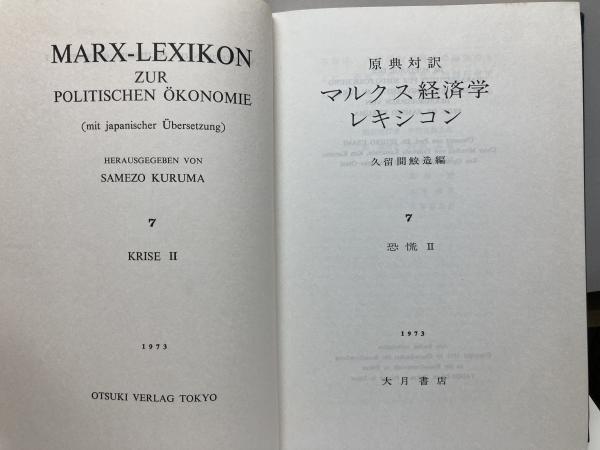 MARX-LEXIKON
ZUR
POLITISCHEN ÖKONOMIE
(mit japanischer Übersetzung)
HERAUSGEGEBEN VON
SAMEZO KURUMA
7
KRISE II
1973
OTSUKI VERLAG TOKYO
原典対訳
マルクス経済学
レキシコン
久留間鮫造編
7
恐慌 II
1973
大月書店